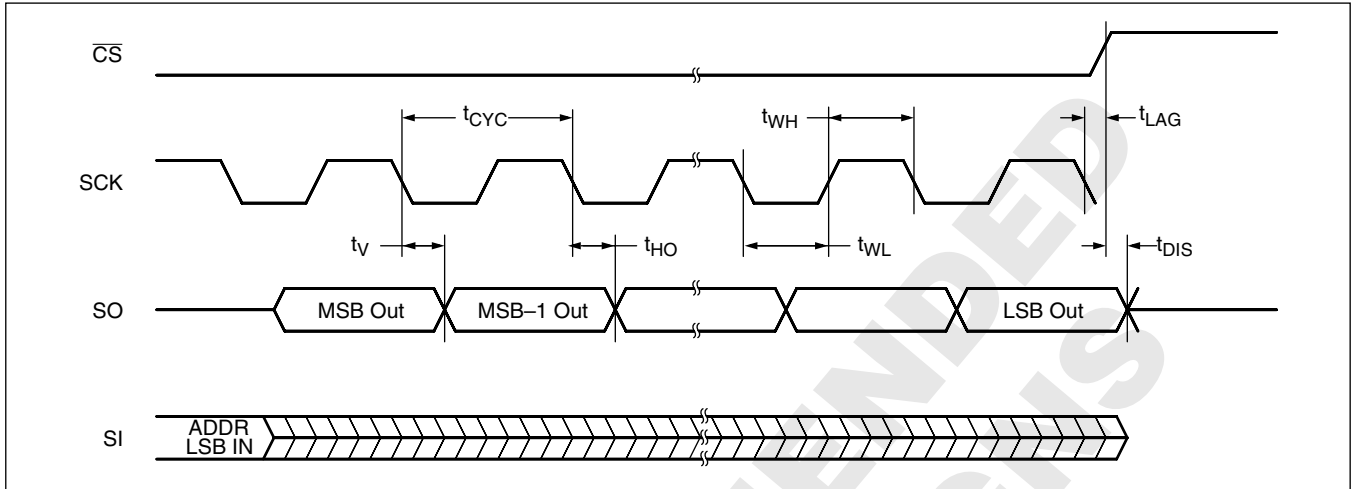 CS
tCYC
tWH
tLAG
SCK
tV
tHO
tWL
tDIS
SO
MSB Out
MSB–1 Out
LSB Out
SI
ADDR
LSB IN